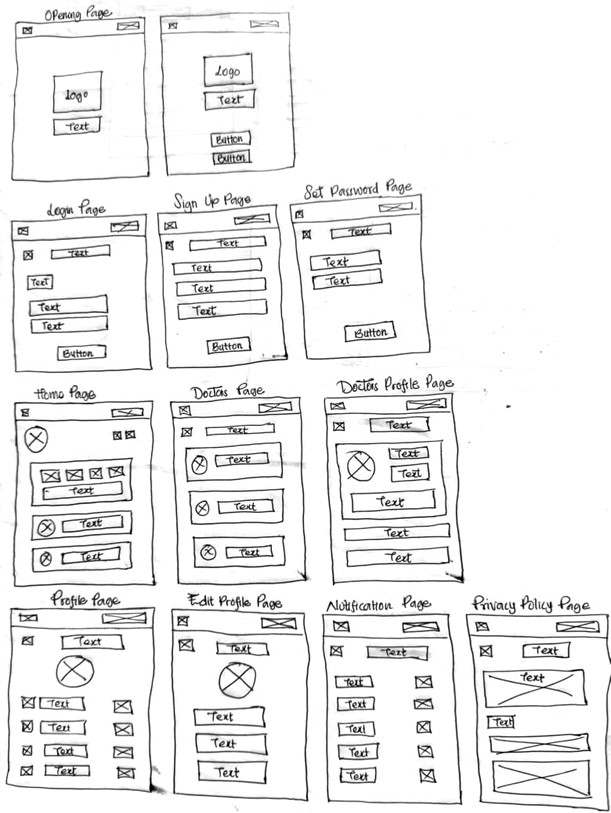 Opening Page
Logo
Text
Logo
Text
Button
Button
Login Page
Text
Text
Text
Text
Button
Sign Up Page
Text
Text
Text
Text
Button
Set Password Page
Text
Text
Text
Button
Home Page
Text
Text
Text
Doctors Page
Text
Text
Text
Text
Doctors Profile Page
Text
Text
Text
Text
Text
Text
Profile Page
Text
Text
Text
Text
Text
Edit Profile Page
Text
Text
Text
Text
Notification Page
Text
Text
Text
Text
Text
Text
Privacy Policy Page
Text
Text
Text